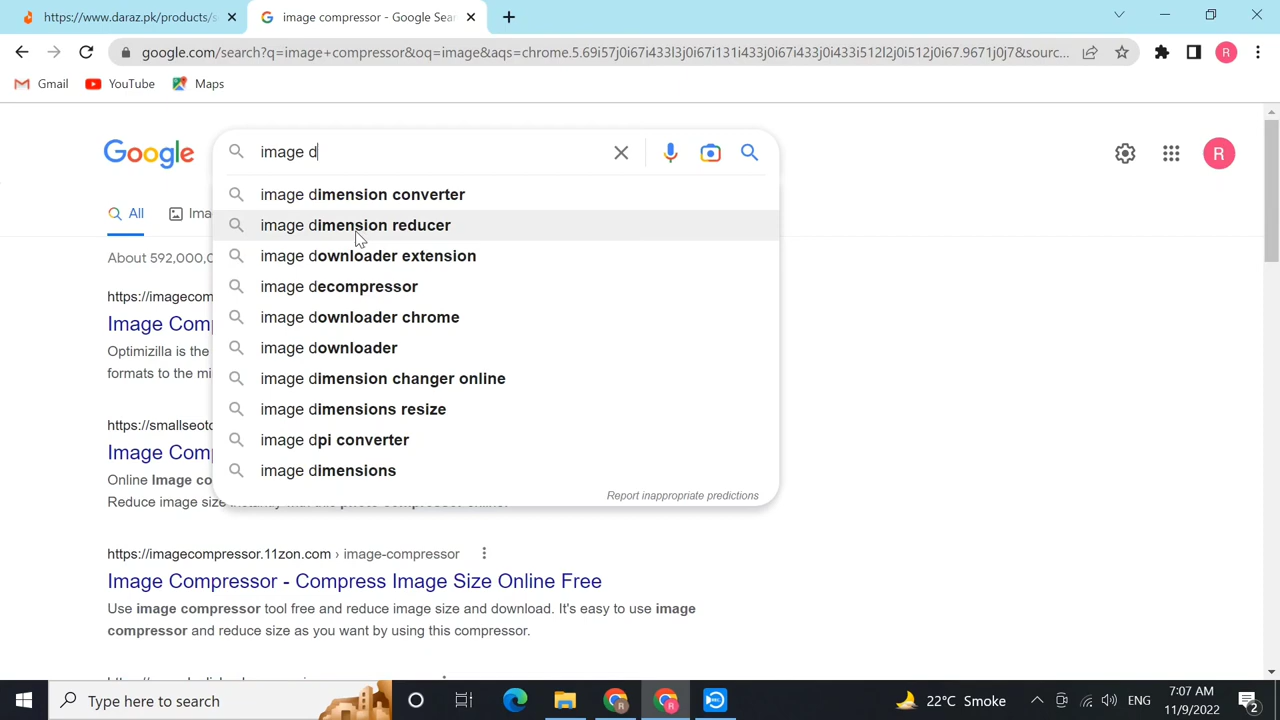 https://www.daraz.pk/products/s
image compressor - Google Sear
google.com/search?q=image+compressor&oq=image&aqs=chrome.5.69i57j0i67i433l3j0i67i131i433j0i67i433j0i433i512l2j0i512j0i67.9671j0j7&sourc...
R
Gmail
YouTube
Maps
Google
image d
R
image dimension converter
image dimension reducer
image downloader extension
image decompressor
image downloader chrome
image downloader
image dimension changer online
image dimensions resize
image dpi converter
image dimensions
Report inappropriate predictions
All
Ima
About 592,000,0
https://imagecom
Image Comp
Optimizilla is the
formats to the mi
https://smallseoto
Image Comp
Online Image co
Reduce image size
https://imagecompressor.11zon.com › image-compressor
Image Compressor - Compress Image Size Online Free
Use image compressor tool free and reduce image size and download. It's easy to use image
compressor and reduce size as you want by using this compressor.
Type here to search
22°C Smoke
ENG
7:07 AM
11/9/2022
2